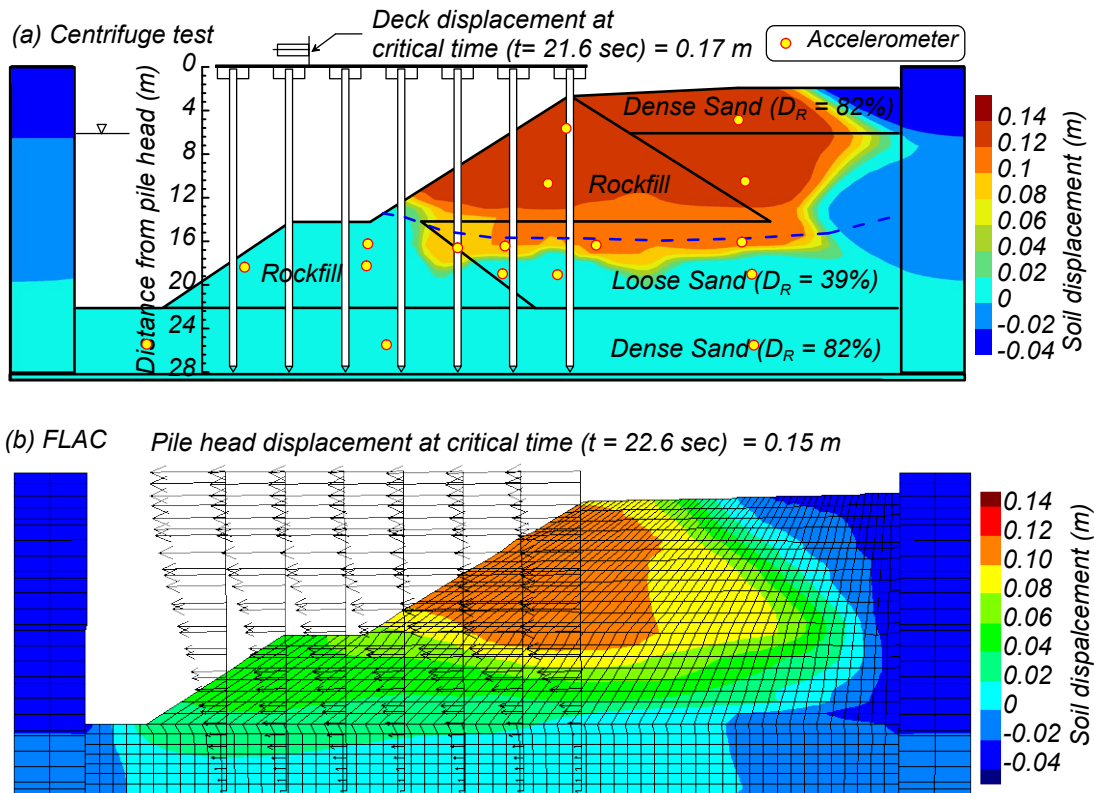 (a) Centrifuge test
Deck displacement at
critical time (t= 21.6 sec) = 0.17 m
Accelerometer
Distance from pile head (m)
0
4
8
12
16
20
24
28
Dense Sand (D_R = 82%)
Rockfill
Rockfill
Loose Sand (D_R = 39%)
Dense Sand (D_R = 82%)
0.14
0.12
0.1
0.08
0.06
0.04
0.02
0
-0.02
-0.04
Soil displacement (m)
(b) FLAC
Pile head displacement at critical time (t = 22.6 sec) = 0.15 m
0.14
0.12
0.10
0.08
0.06
0.04
0.02
0
-0.02
-0.04
Soil dispalcement (m)